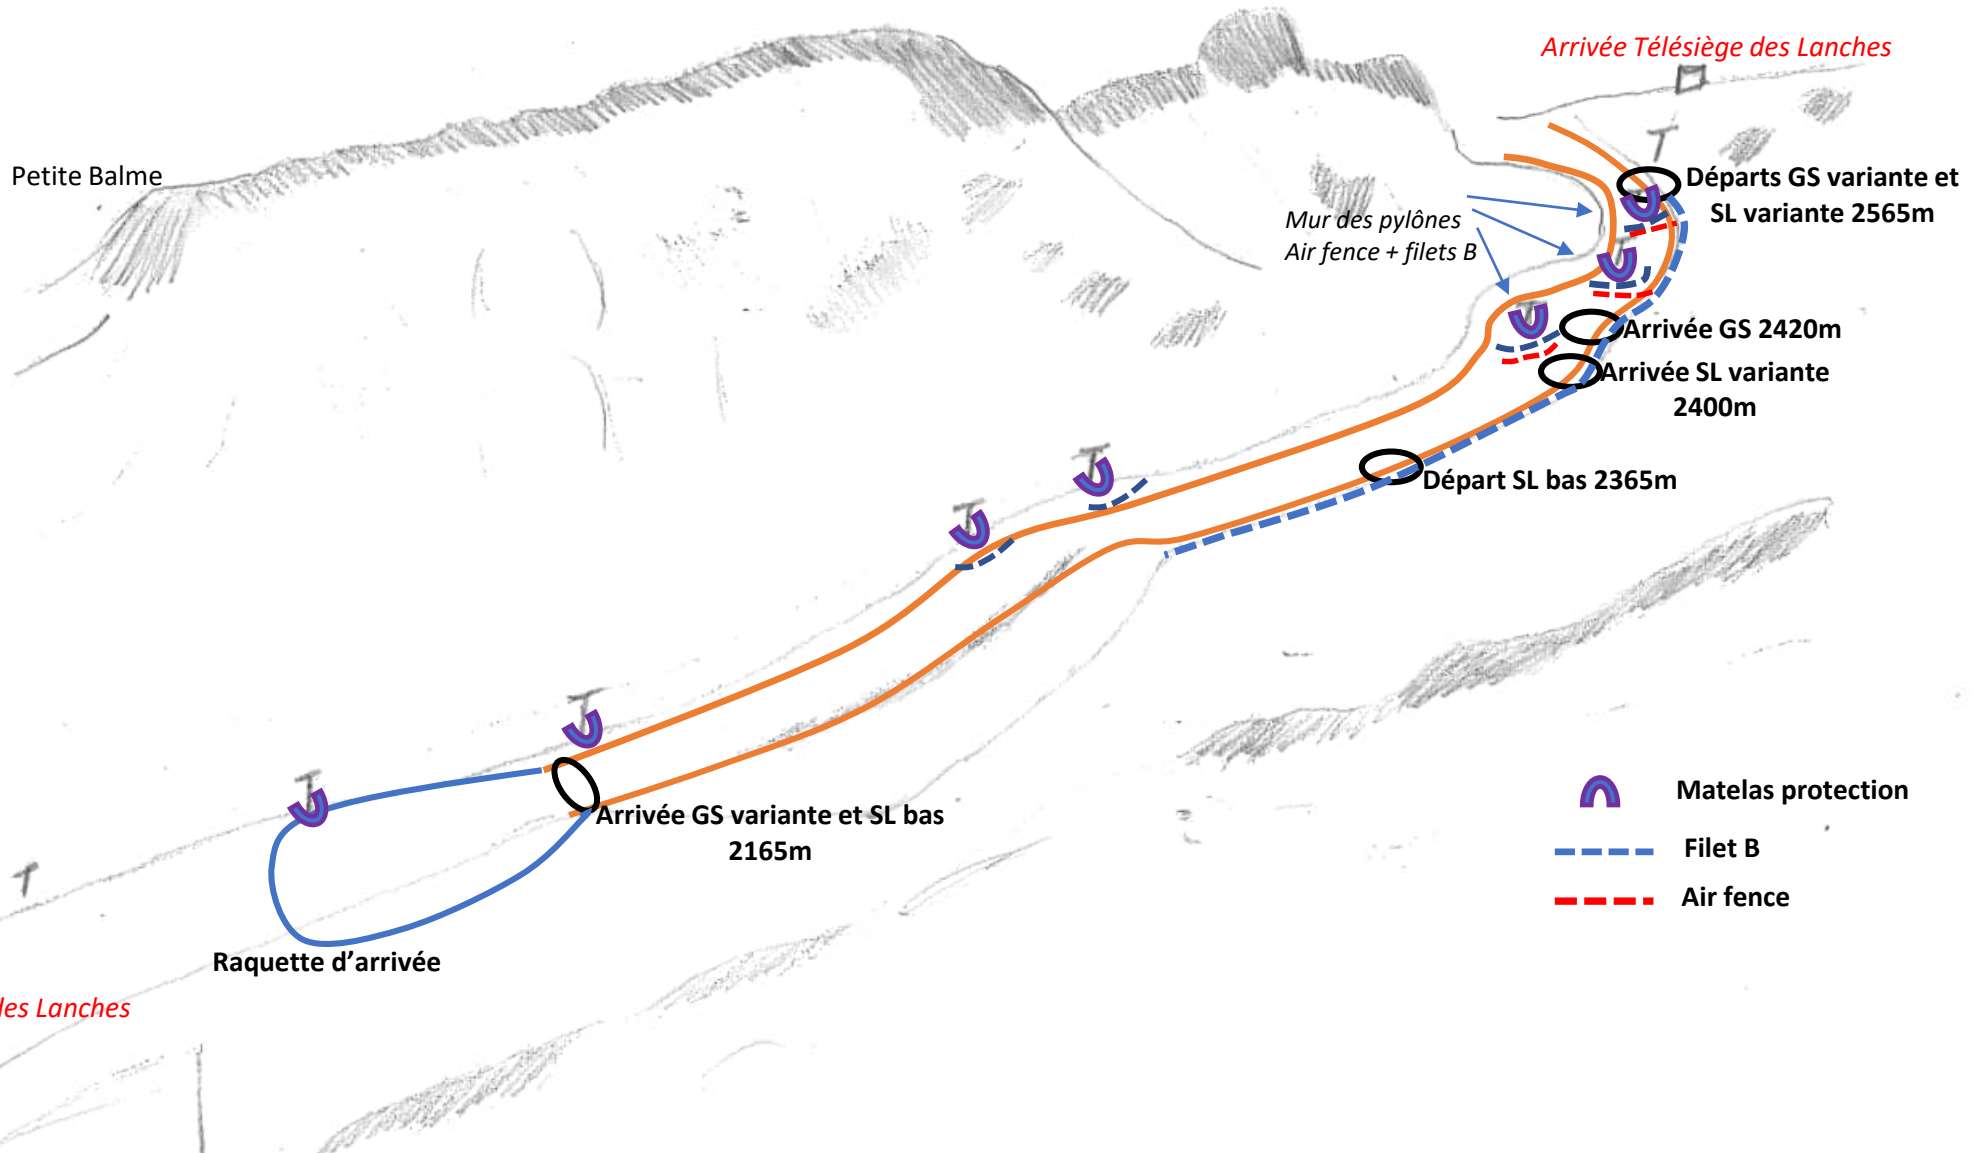 Arrivée Télésiège des Lanches
Petite Balme
Départs GS variante et
SL variante 2565m
Mur des pylônes
Air fence + filets B
Arrivée GS 2420m
Arrivée SL variante
2400m
Départ SL bas 2365m
Arrivée GS variante et SL bas
2165m
Matelas protection
Filet B
Air fence
Raquette d’arrivée
des Lanches